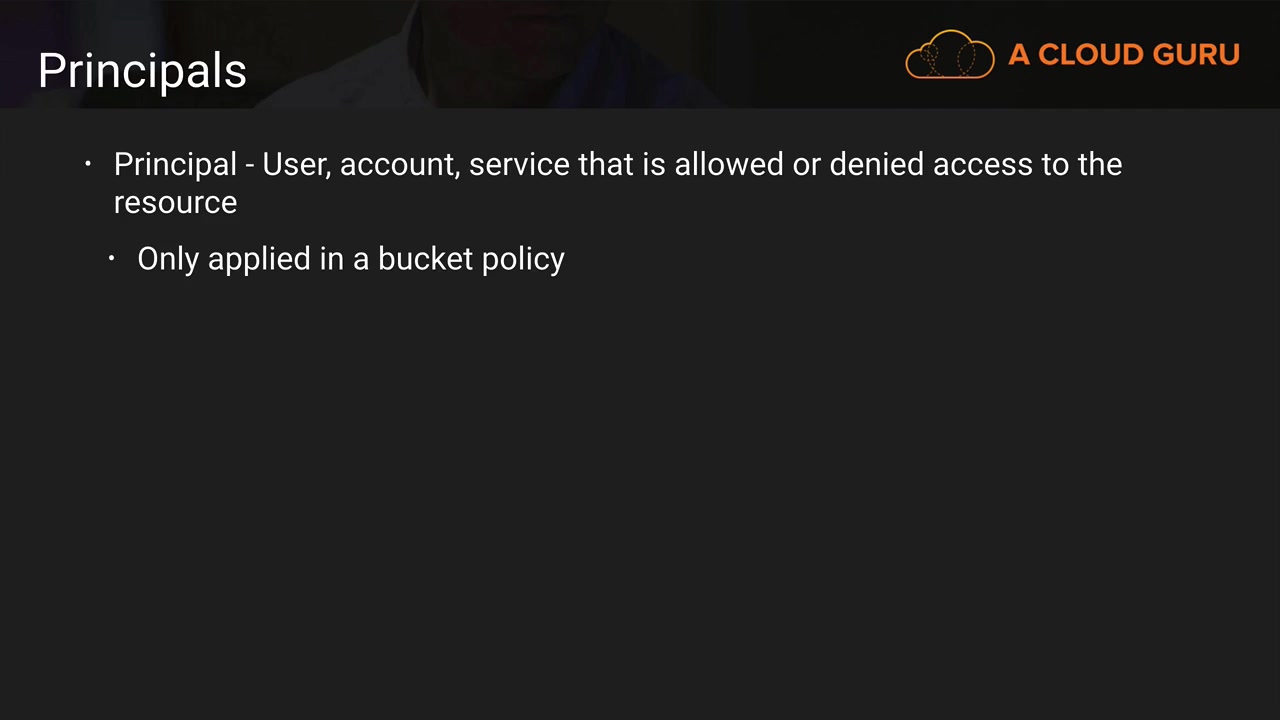 Principals
A CLOUD GURU
• Principal - User, account, service that is allowed or denied access to the
resource
• Only applied in a bucket policy